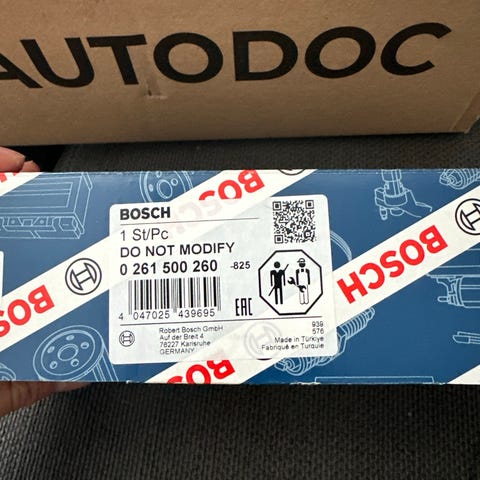 AUTODOC
BOSCH
BOSCH
1 St/Pc
DO NOT MODIFY
0 261 500 260 -825
4 047025 439695
EAC
Robert Bosch GmbH
Auf der Breit 4
76227 Karlsruhe
GERMANY
939
576
Made in Türkiye
Fabriqué en Turquie
BOSCH
BOSCH
BOSCH
BOSCH